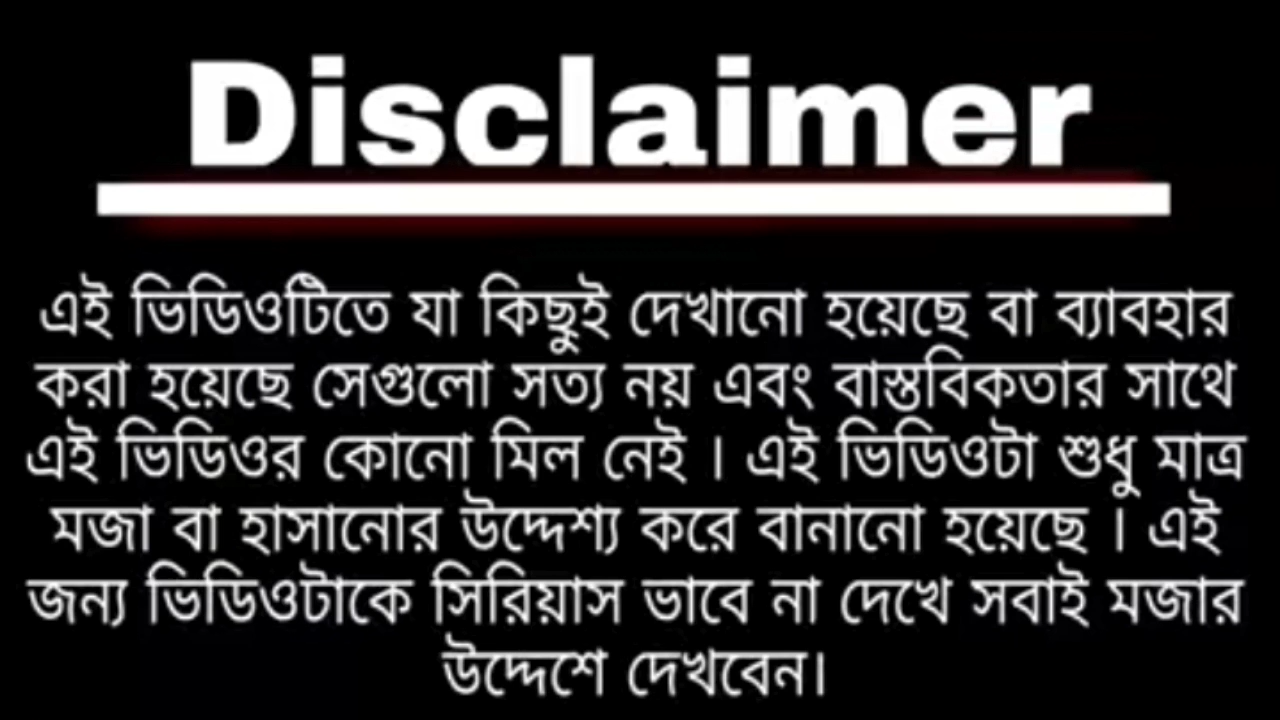 Disclaimer
এই ভিডিওটিতে যা কিছুই দেখানো হয়েছে বা ব্যাবহার
করা হয়েছে সেগুলো সত্য নয় এবং বাস্তবিকতার সাথে
এই ভিডিওর কোনো মিল নেই । এই ভিডিওটা শুধু মাত্র
মজা বা হাসানোর উদ্দেশ্য করে বানানো হয়েছে । এই
জন্য ভিডিওটাকে সিরিয়াস ভাবে না দেখে সবাই মজার
উদ্দেশে দেখবেন।